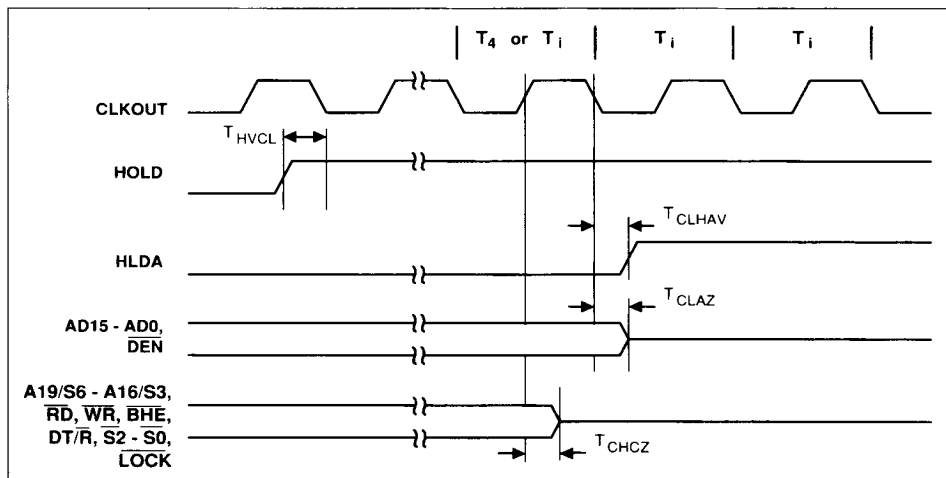 T4 or Ti Ti Ti
CLKOUT
THVCL
HOLD
TCLHAV
HLDA
TCLAZ
AD15 - AD0,
DEN
A19/S6 - A16/S3,
RD, WR, BHE,
DT/R, S2 - S0,
LOCK
TCHCZ